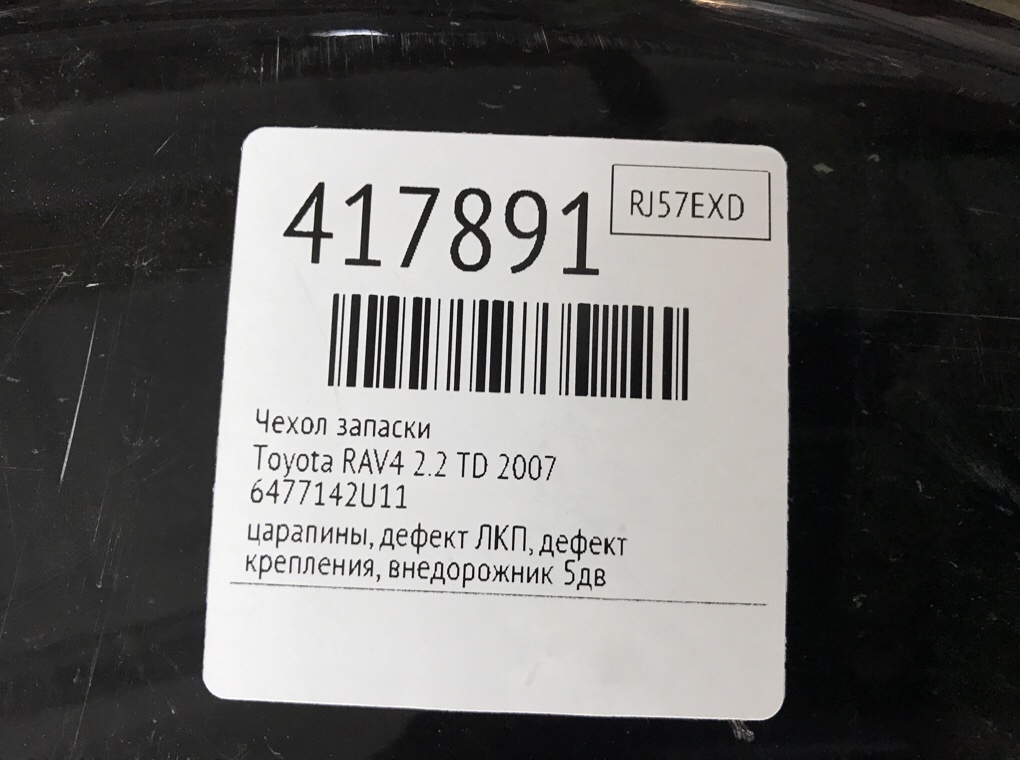 417891
RJ57EXD
Чехол запаски
Toyota RAV4 2.2 TD 2007
6477142U11
царапины, дефект ЛКП, дефект
крепления, внедорожник 5дв